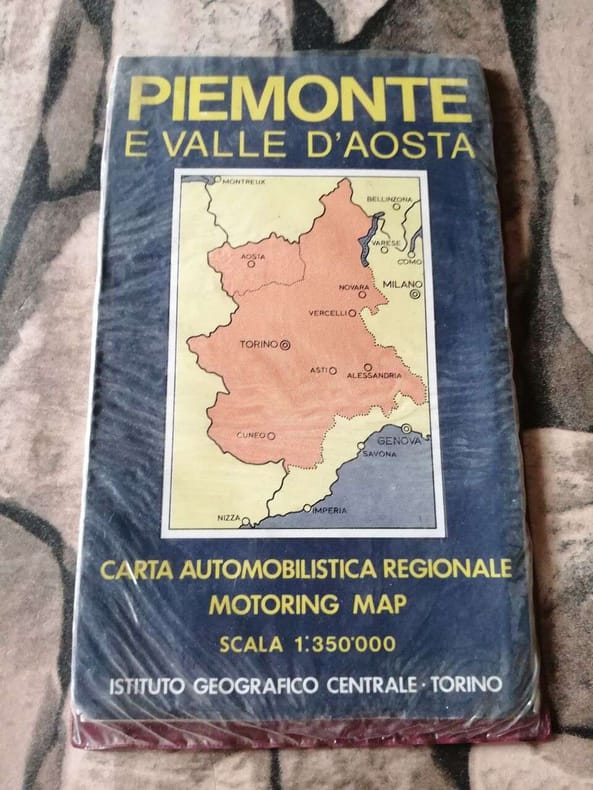 PIEMONTE
E VALLE D'AOSTA
MONTREUX
BELLINZONA
VARESE
AOSTA
COMO
MILANO
NOVARA
VERCELLI
TORINO
ASTI
ALESSANDRIA
CUNEO
GENOVA
SAVONA
IMPERIA
NIZZA
CARTA AUTOMOBILISTICA REGIONALE
MOTORING MAP
SCALA 1:350'000
ISTITUTO GEOGRAFICO CENTRALE · TORINO